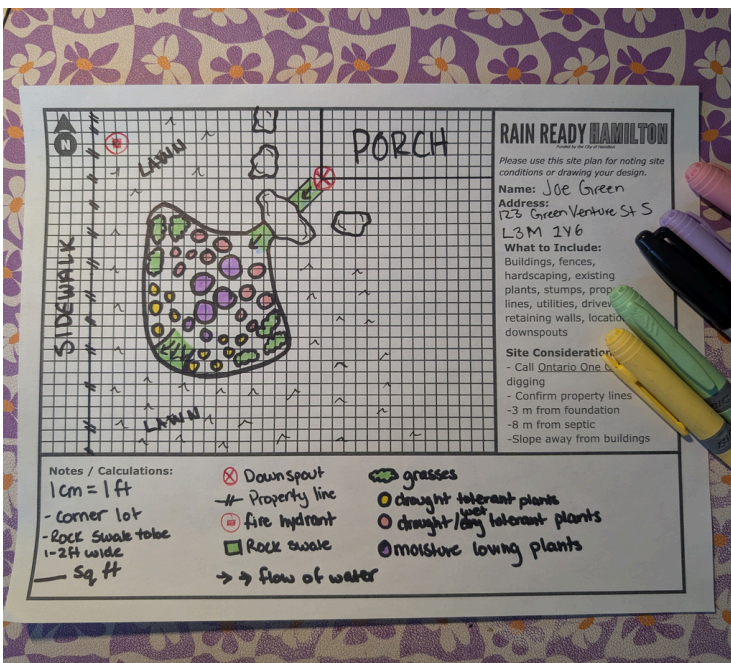 N
LAWN
PORCH
SIDEWALK
LAWN
RAIN READY HAMILTON
Funded by the City of Hamilton
Please use this site plan for noting site
conditions or drawing your design.
Name: Joe Green
Address:
123 Green Venture St S
L3M 1Y6
What to Include:
Buildings, fences,
hardscaping, existing
plants, stumps,
lines, utilities,
retaining walls,
downspouts
Site
- Call Ontario One
digging
- Confirm property lines
-3 m from foundation
-8 m from septic
-Slope away from buildings
Notes / Calculations:
1cm = 1ft
- Corner lot
- Rock Swale to be
1-2ft wide
___ Sq ft
Downspout
Property line
fire hydrant
Rock swale
→ → flow of water
grasses
drought tolerant plants
drought/wet dry tolerant plants
moisture loving plants